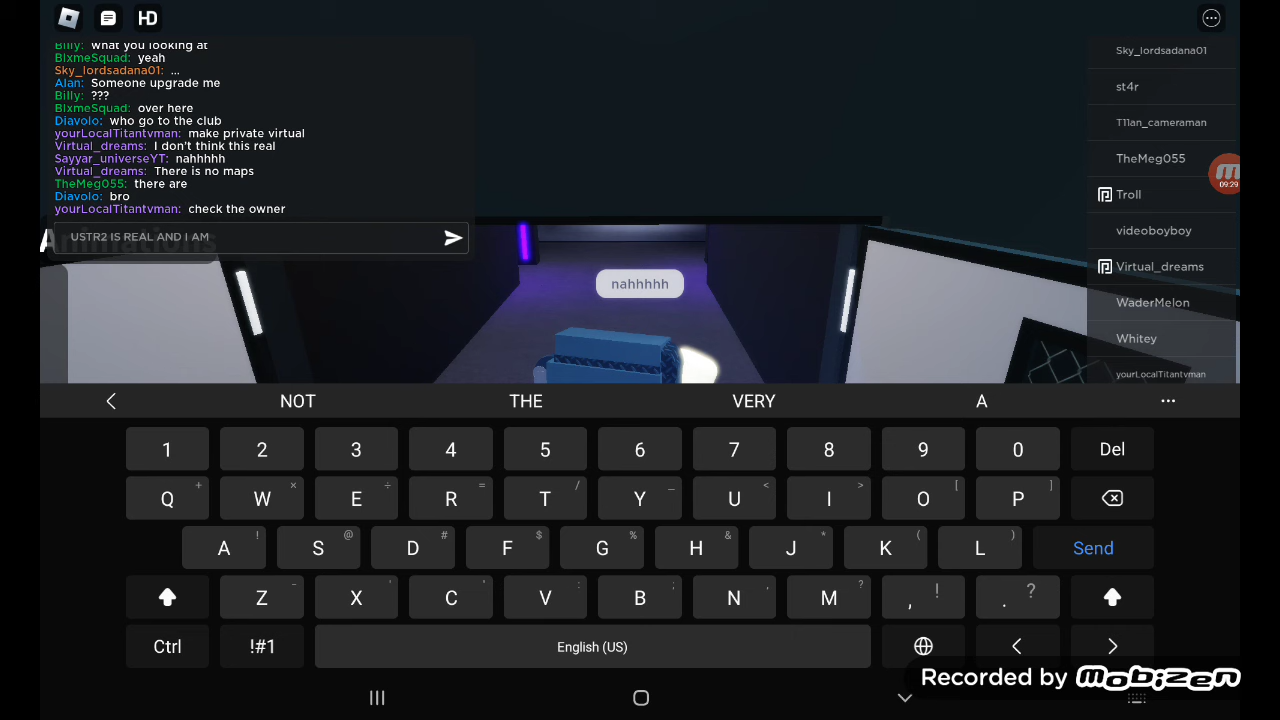 HD
Billy: what you looking at
BlxmeSquad: yeah
Sky_lordsadana01: ...
Alan: Someone upgrade me
Billy: ???
BlxmeSquad: over here
Diavolo: who go to the club
yourLocalTitantvman: make private virtual
Virtual_dreams: I don't think this real
Sayyar_universeYT: nahhhhh
Virtual_dreams: There is no maps
TheMeg055: there are
Diavolo: bro
yourLocalTitantvman: check the owner
USTR2 IS REAL AND I AM
Animations
nahhhhh
Sky_lordsadana01
st4r
T11an_cameraman
TheMeg055
09:29
Troll
videoboyboy
Virtual_dreams
WaderMelon
Whitey
yourLocalTitantvman
NOT THE VERY A ...
1 2 3 4 5 6 7 8 9 0 Del
+ × ÷ = / _ < > [ ]
Q W E R T Y U I O P
! @ # $ % & * ( )
A S D F G H J K L Send
- ' " : ; , ? ! ?
Z X C V B N M , .
Ctrl !#1 English (US) < >
Recorded by mobizen